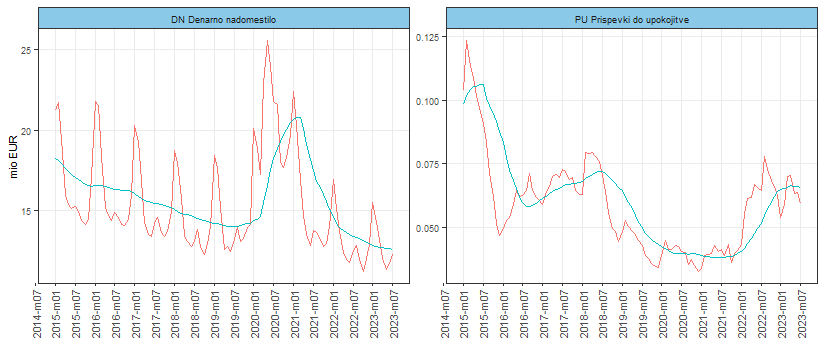 DN Denarno nadomestilo
PU Prispevki do upokojitve
mio EUR
25
20
15
0.125
0.100
0.075
0.050
2014-m07
2015-m01
2015-m07
2016-m01
2016-m07
2017-m01
2017-m07
2018-m01
2018-m07
2019-m01
2019-m07
2020-m01
2020-m07
2021-m01
2021-m07
2022-m01
2022-m07
2023-m01
2023-m07
2014-m07
2015-m01
2015-m07
2016-m01
2016-m07
2017-m01
2017-m07
2018-m01
2018-m07
2019-m01
2019-m07
2020-m01
2020-m07
2021-m01
2021-m07
2022-m01
2022-m07
2023-m01
2023-m07